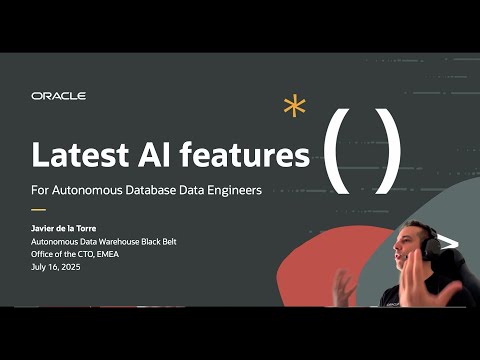 ORACLE
* ( )
Latest AI features
For Autonomous Database Data Engineers
Javier de la Torre
Autonomous Data Warehouse Black Belt
Office of the CTO, EMEA
July 16, 2025
>